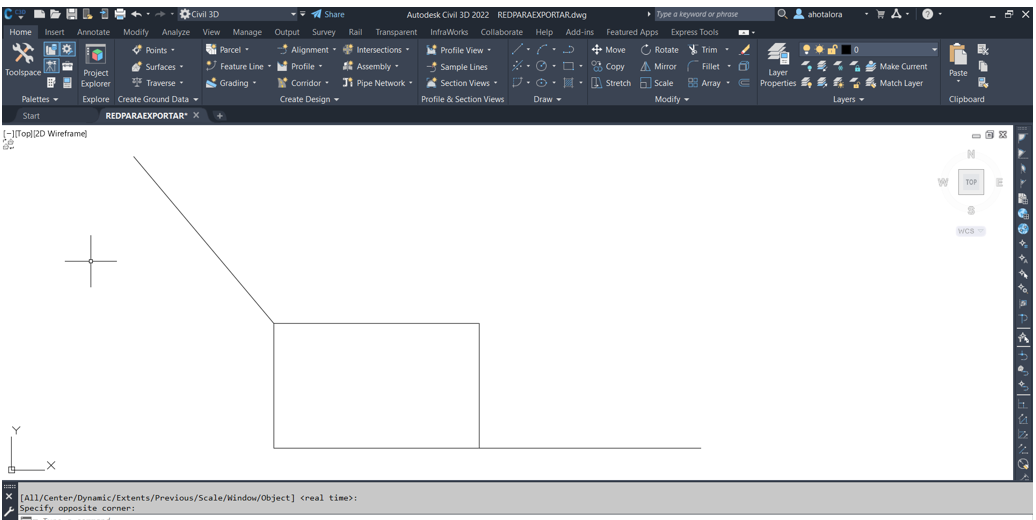 C 3D Civil 3D Share Autodesk Civil 3D 2022 REDPARAEXPORTAR.dwg Type a keyword or phrase ahotalora
Home Insert Annotate Modify Analyze View Manage Output Survey Rail Transparent InfraWorks Collaborate Help Add-ins Featured Apps Express Tools
Points Parcel Alignment Intersections Profile View Move Rotate Trim 0
Surfaces Feature Line Profile Assembly Sample Lines Copy Mirror Fillet Make Current
Toolspace Project Explorer Traverse Grading Corridor Pipe Network Section Views Stretch Scale Array Layer Properties Match Layer Paste
Palettes Explore Create Ground Data Create Design Profile & Section Views Draw Modify Layers Clipboard
Start REDPARAEXPORTAR*
[−][Top][2D Wireframe]
N
W TOP E
S
WCS
Y
X
[All/Center/Dynamic/Extents/Previous/Scale/Window/Object] <real time>:
Specify opposite corner: